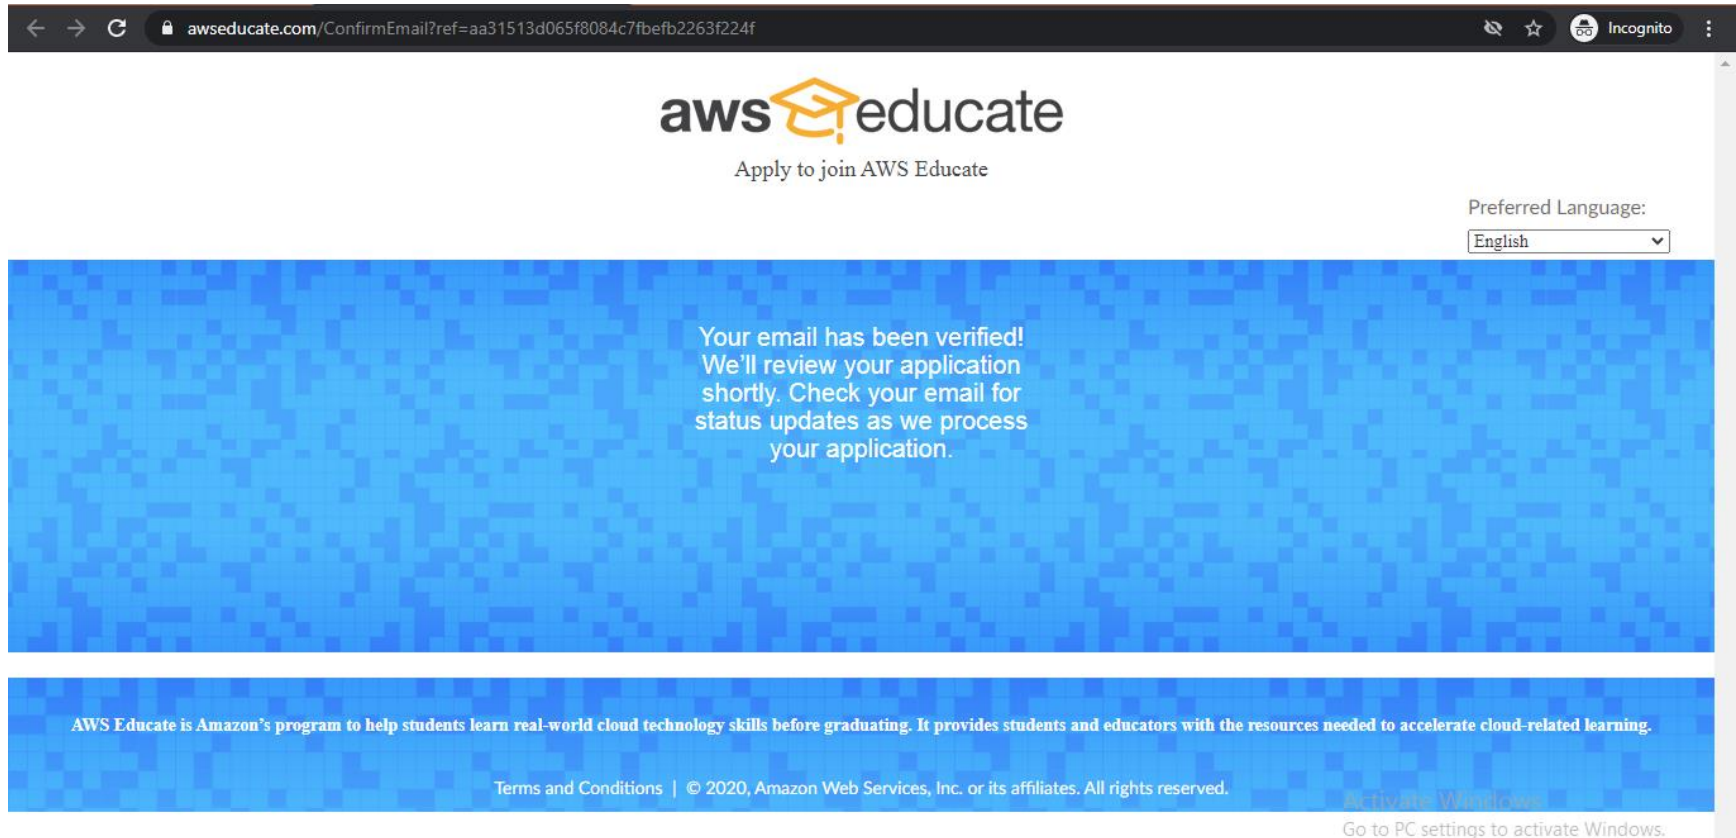 awseducate.com/ConfirmEmail?ref=aa31513d065f8084c7fbefb2263f224f
Incognito
aws educate
Apply to join AWS Educate
Preferred Language:
English
Your email has been verified!
We’ll review your application
shortly. Check your email for
status updates as we process
your application.
AWS Educate is Amazon’s program to help students learn real-world cloud technology skills before graduating. It provides students and educators with the resources needed to accelerate cloud-related learning.
Terms and Conditions | © 2020, Amazon Web Services, Inc. or its affiliates. All rights reserved.
Activate Windows
Go to PC settings to activate Windows.